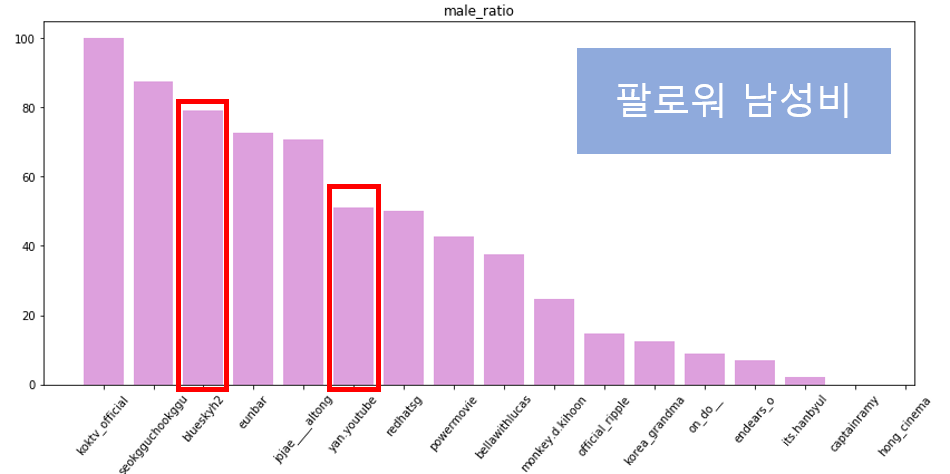 male_ratio
팔로워 남성비
100
80
60
40
20
0
koktv_official
seokgguchookggu
blueskyh2
eunbar
jojae____altong
yan.youtube
redhatsg
powermovie
bellawithlucas
monkey.d.kihoon
official_ripple
korea_grandma
on_do__
endears_o
its.hanbyul
captainramy
hong_cinema